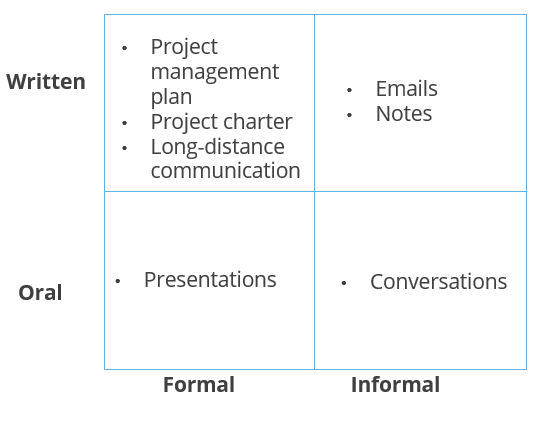 Written
• Project
management
plan
• Project charter
• Long-distance
communication
• Emails
• Notes
Oral
• Presentations
• Conversations
Formal
Informal